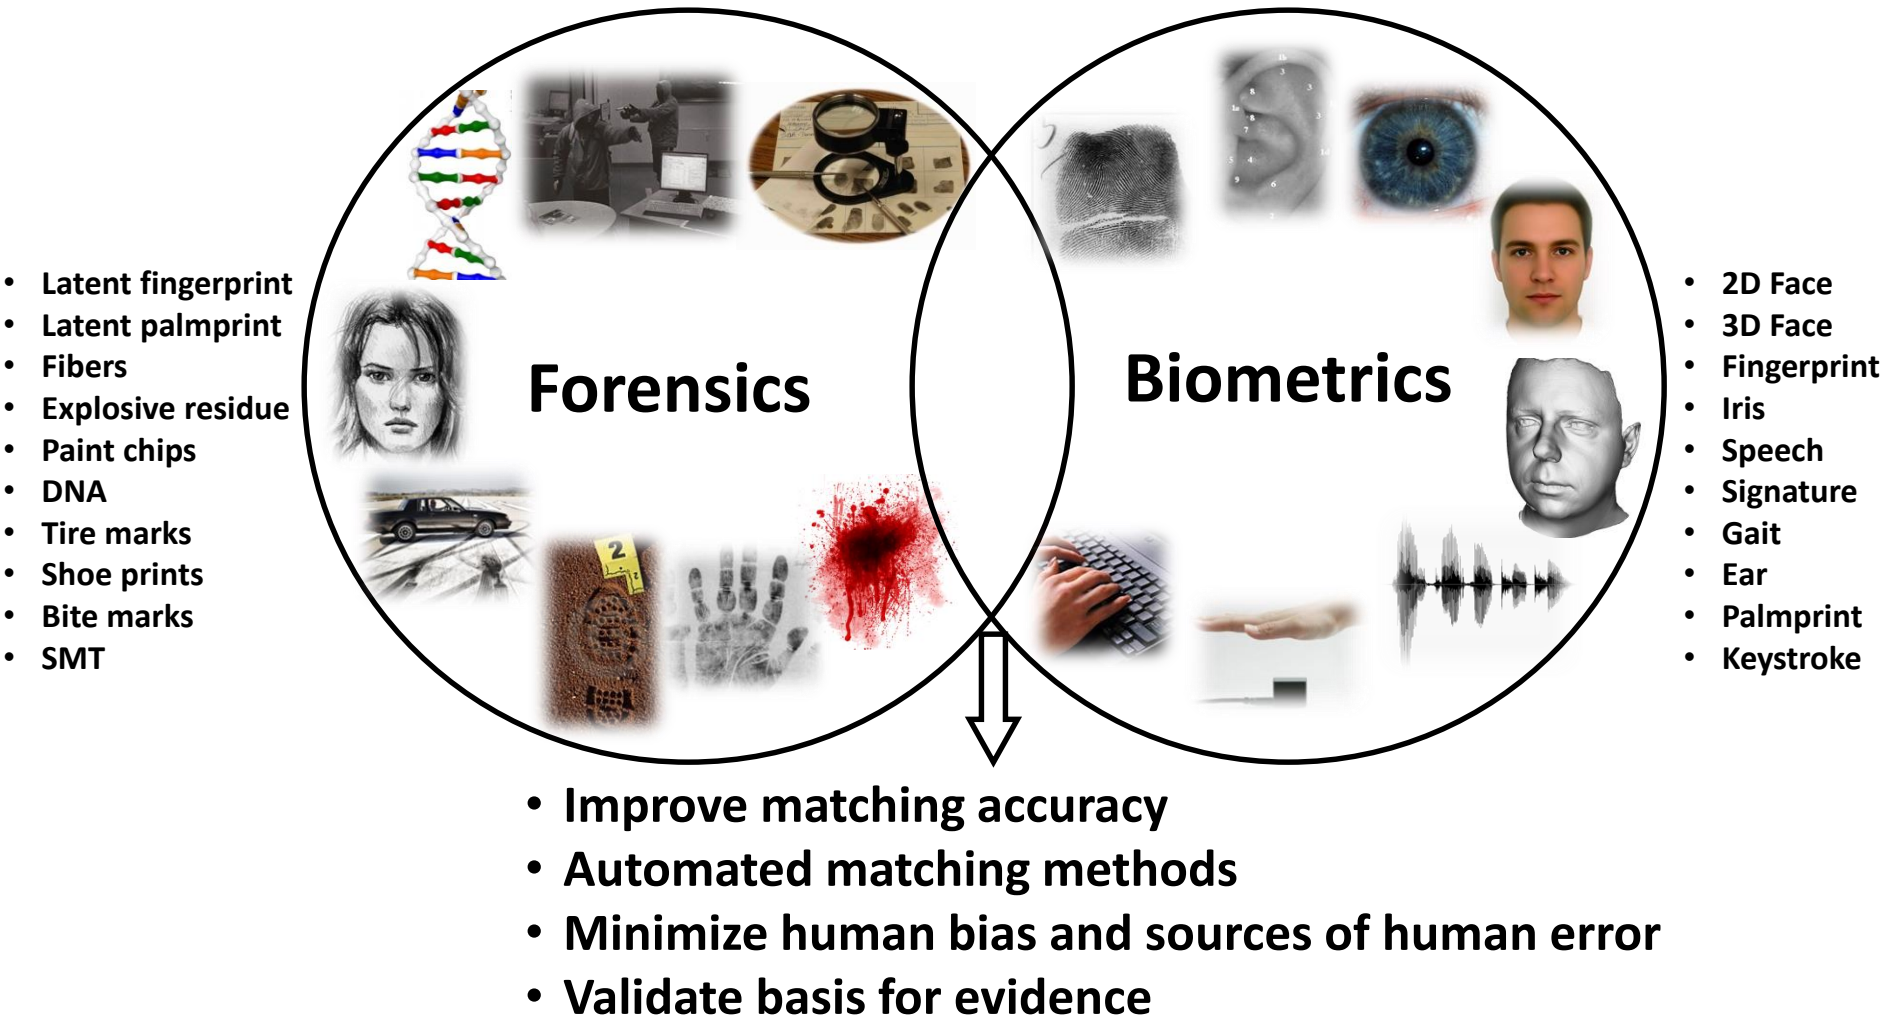 Forensics
Biometrics
• Latent fingerprint
• Latent palmprint
• Fibers
• Explosive residue
• Paint chips
• DNA
• Tire marks
• Shoe prints
• Bite marks
• SMT
• 2D Face
• 3D Face
• Fingerprint
• Iris
• Speech
• Signature
• Gait
• Ear
• Palmprint
• Keystroke
2
• Improve matching accuracy
• Automated matching methods
• Minimize human bias and sources of human error
• Validate basis for evidence